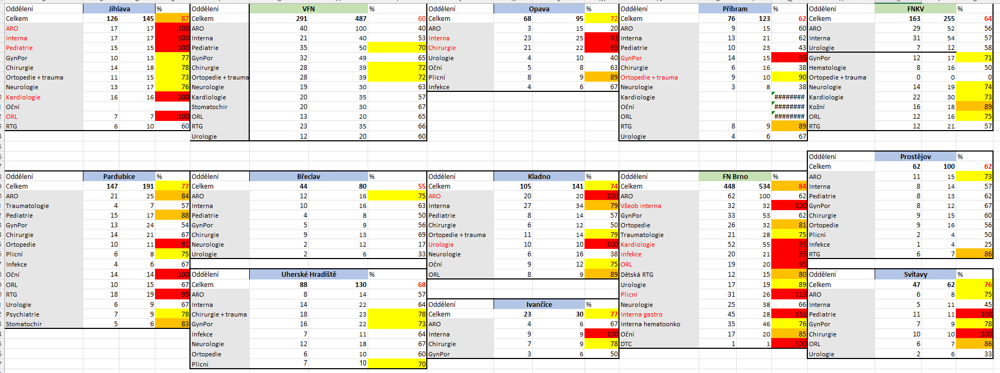 Oddělení Jihlava % Oddělení VFN % Oddělení Opava % Oddělení Příbram % Oddělení FNKV %
Celkem 126 145 87 Celkem 291 487 60 Celkem 68 95 72 Celkem 76 123 62 Celkem 163 255 64
ARO 17 17 100 ARO 40 100 40 ARO 3 15 20 ARO 9 15 60 ARO 29 52 56
Interna 17 17 100 Interna 21 40 53 Interna 23 25 92 Interna 13 21 62 Interna 31 54 57
Pediatrie 15 15 100 Pediatrie 35 50 70 Chirurgie 21 22 95 Pediatrie 10 23 43 Urologie 7 12 58
GynPor 10 13 77 GynPor 32 49 65 Urologie 4 10 40 GynPor 14 15 93 GynPor 12 17 71
Chirurgie 14 18 78 Chirurgie 28 39 72 Oční 5 8 63 Chirurgie 6 16 38 Hematologie 8 16 50
Ortopedie + trauma 11 15 73 Ortopedie + trauma 28 39 72 Plicní 8 9 89 Ortopedie + trauma 9 10 90 Ortopedie + trauma 0 0 0
Neurologie 13 17 76 Neurologie 19 30 63 Infekce 4 6 67 Neurologie 3 8 38 Neurologie 14 19 74
Kardiologie 16 16 100 Kardiologie 20 35 57 Kardiologie ######## Kardiologie 22 30 73
Oční Stomatochir 20 30 67 Oční ######## Kožní 16 18 89
ORL 7 7 100 ORL 13 20 65 ORL ######## ORL 12 16 75
RTG 6 10 60 RTG 23 35 66 RTG 8 9 89 RTG 12 21 57
Urologie 12 20 60 Urologie 4 6 67
Oddělení Prostějov %
Celkem 62 100 62
Oddělení Pardubice % Oddělení Břeclav % Oddělení Kladno % Oddělení FN Brno % ARO 11 15 73
Celkem 147 191 77 Celkem 44 80 55 Celkem 105 141 74 Celkem 448 534 84 Interna 8 14 57
ARO 21 25 84 ARO 12 16 75 ARO 20 20 100 ARO 62 100 62 Pediatrie 8 13 62
Traumatologie 4 7 57 Interna 10 16 63 Interna 27 34 79 Všeob interna 32 32 100 GynPor 8 12 67
Pediatrie 15 17 88 Pediatrie 4 8 50 Pediatrie 8 14 57 GynPor 33 53 62 Chirurgie 9 15 60
GynPor 13 24 54 GynPor 5 9 56 Chirurgie 6 12 50 Ortopedie 26 32 81 Ortopedie 9 16 56
Chirurgie 14 21 67 Chirurgie 9 13 69 Ortopedie + trauma 11 14 79 Traumatologie 21 28 75 Plicní 2 4 50
Ortopedie 10 11 91 Neurologie 2 12 17 Urologie 10 10 100 Kardiologie 52 55 95 Infekce 1 4 25
Plicní 6 8 75 Urologie 2 6 33 Neurologie 6 16 38 Infekce 20 21 95 RTG 6 7 86
Infekce 4 6 67 Oční 9 12 75 ORL 19 20 95
Oční 14 14 100 Oddělení Uherské Hradiště % ORL 8 9 89 Dětská RTG 12 15 80 Oddělení Svitavy %
ORL 10 15 67 Celkem 88 130 68 Urologie 17 19 89 Celkem 47 62 76
RTG 18 19 95 ARO 8 14 57 Plicní 31 26 119 ARO 6 8 75
Urologie 6 9 67 Interna 14 22 64 Oddělení Ivančice % Neurologie 25 38 66 Interna 5 11 45
Psychiatrie 7 9 78 Chirurgie + trauma 18 23 78 Celkem 23 30 77 Interna gastro 45 28 161 Pediatrie 11 11 100
Stomatochir 5 6 83 GynPor 16 22 73 ARO 4 6 67 Interna hematoonko 35 46 76 GynPor 7 9 78
Infekce 7 11 64 Interna 9 9 100 Oční 17 20 85 Chirurgie 10 10 100
Neurologie 12 18 67 Chirurgie 7 9 78 DTC 1 1 100 ORL 6 7 86
Ortopedie 6 10 60 GynPor 3 6 50 Urologie 2 6 33
Plicní 7 10 70